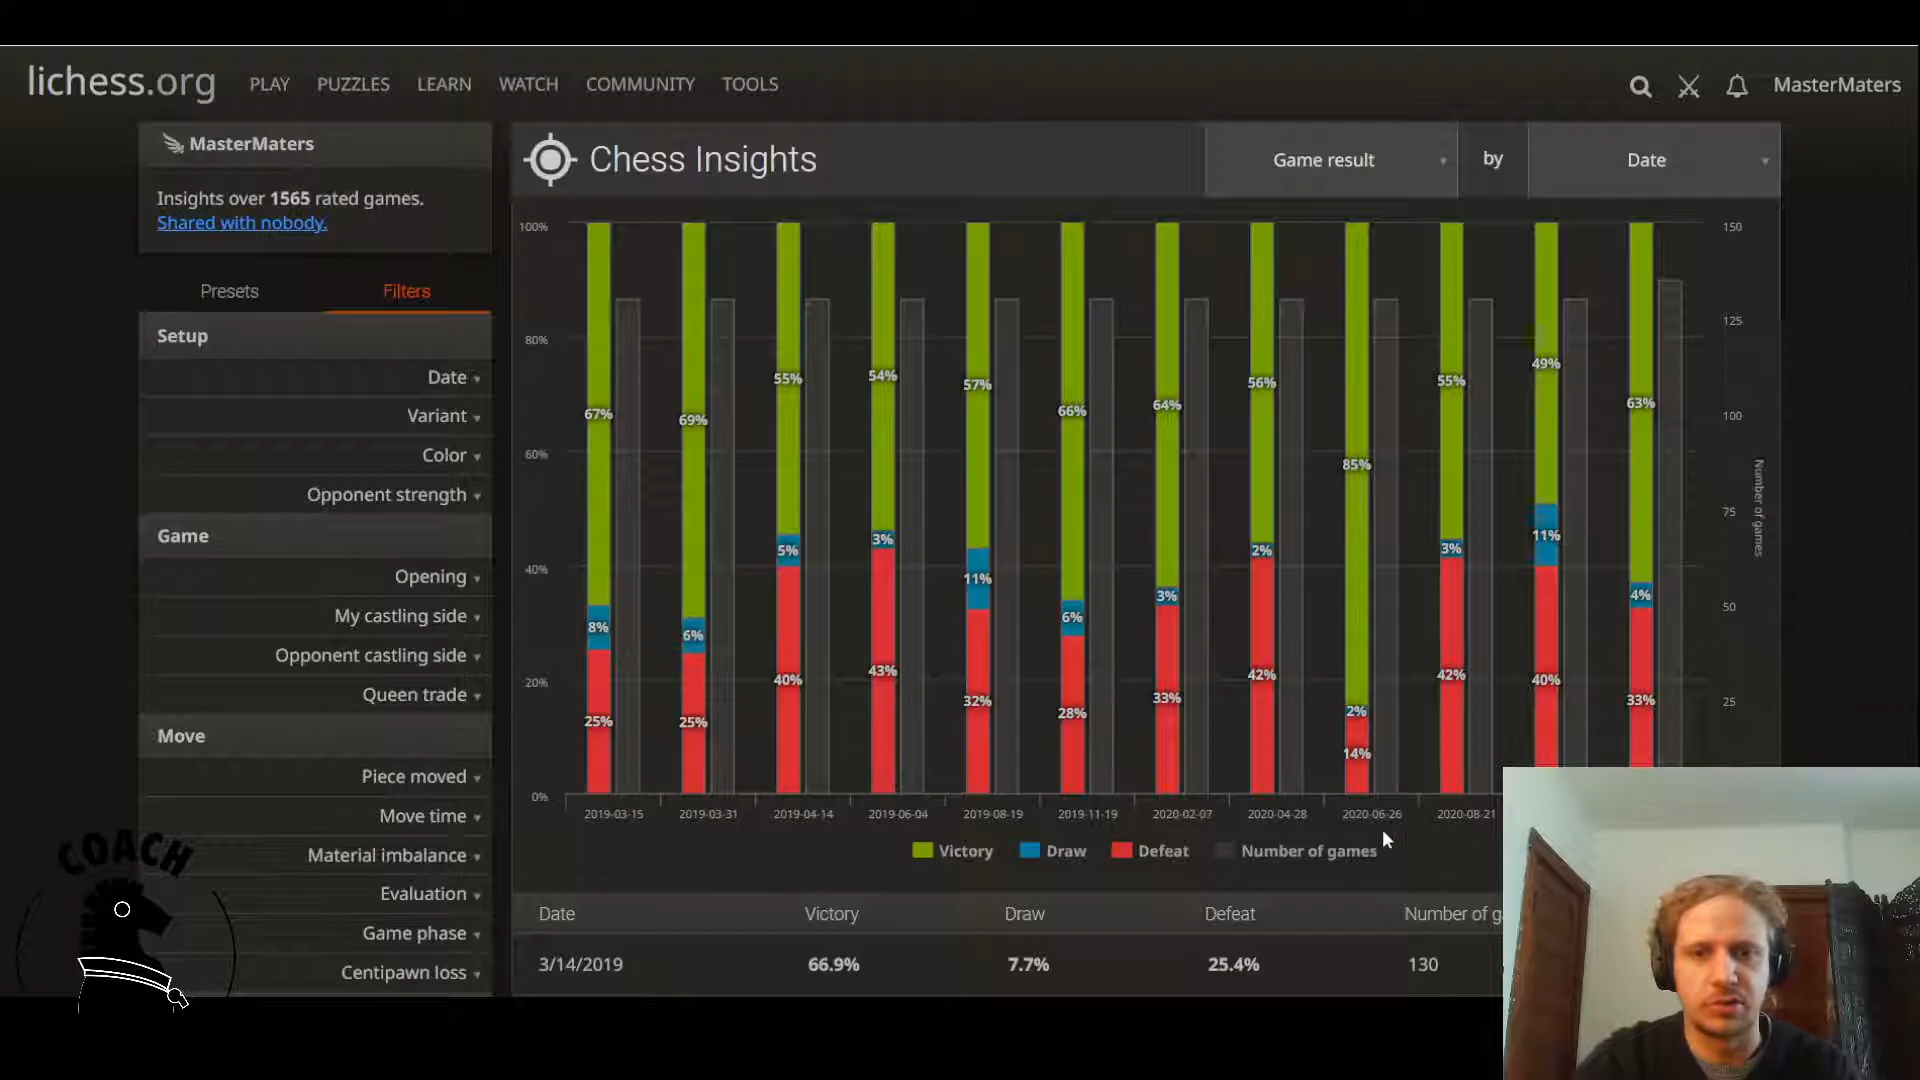 lichess.org PLAY PUZZLES LEARN WATCH COMMUNITY TOOLS MasterMaters
MasterMaters
Insights over 1565 rated games.
Shared with nobody.
Presets Filters
Setup
Date
Variant
Color
Opponent strength
Game
Opening
My castling side
Opponent castling side
Queen trade
Move
Piece moved
Move time
Material imbalance
Evaluation
Game phase
Centipawn loss
COACH
Chess Insights Game result by Date
100% 150
80% 125
60% 100
40% 75
20% 50
0% 25
Number of games
67% 69% 55% 54% 57% 66% 64% 56% 85% 55% 49% 63%
8% 6% 5% 3% 11% 6% 3% 2% 2% 3% 11% 4%
25% 25% 40% 43% 32% 28% 33% 42% 14% 42% 40% 33%
2019-03-15 2019-03-31 2019-04-14 2019-06-04 2019-08-19 2019-11-19 2020-02-07 2020-04-28 2020-06-26 2020-08-21
Victory Draw Defeat Number of games
Date Victory Draw Defeat Number of g
3/14/2019 66.9% 7.7% 25.4% 130